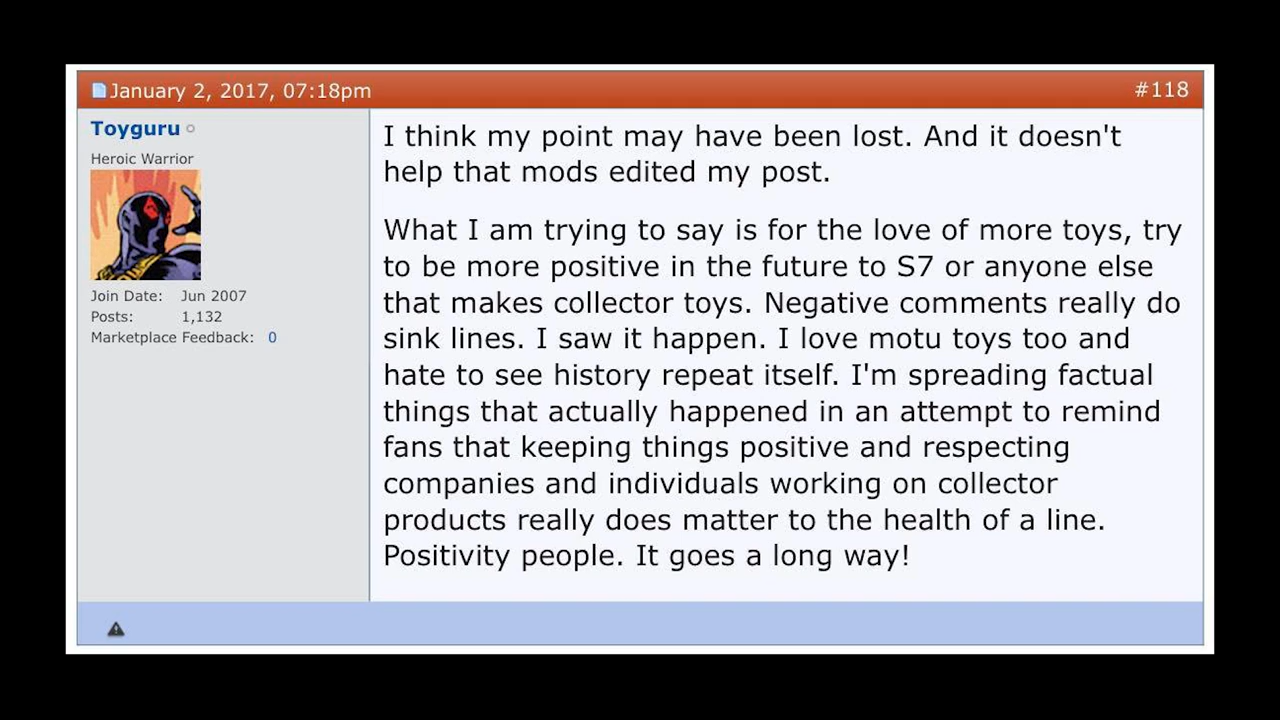 January 2, 2017, 07:18pm
#118
Toyguru
Heroic Warrior
Join Date: Jun 2007
Posts: 1,132
Marketplace Feedback: 0
I think my point may have been lost. And it doesn't
help that mods edited my post.
What I am trying to say is for the love of more toys, try
to be more positive in the future to S7 or anyone else
that makes collector toys. Negative comments really do
sink lines. I saw it happen. I love motu toys too and
hate to see history repeat itself. I'm spreading factual
things that actually happened in an attempt to remind
fans that keeping things positive and respecting
companies and individuals working on collector
products really does matter to the health of a line.
Positivity people. It goes a long way!